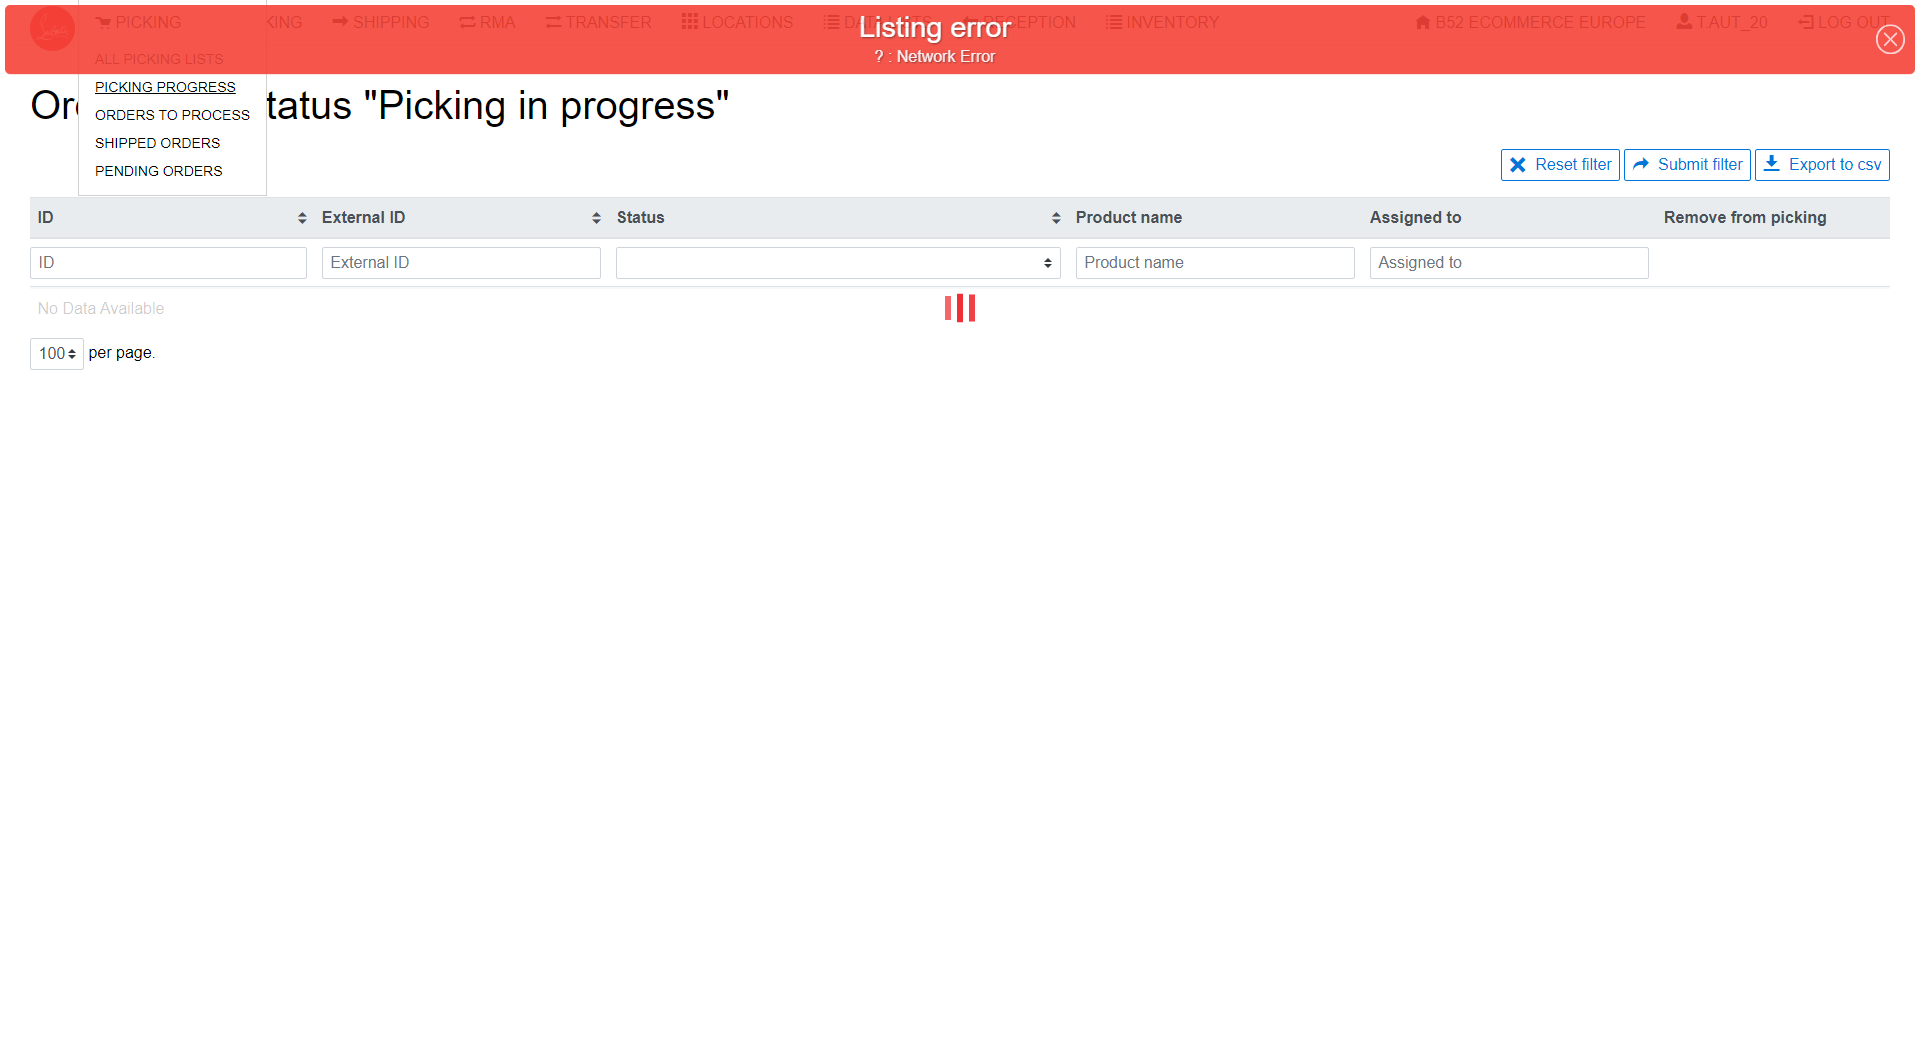 Listing error
? : Network Error
PICKING
KING
SHIPPING
RMA
TRANSFER
LOCATIONS
INVENTORY
B52 ECOMMERCE EUROPE
T.AUT_20
LOG OUT
ALL PICKING LISTS
PICKING PROGRESS
ORDERS TO PROCESS
SHIPPED ORDERS
PENDING ORDERS
tatus "Picking in progress"
Reset filter
Submit filter
Export to csv
ID External ID Status Product name Assigned to Remove from picking
ID External ID Product name Assigned to
No Data Available
100 per page.